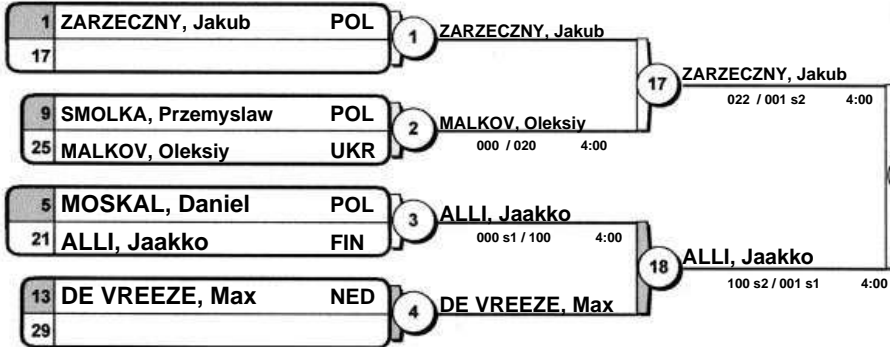 1 ZARZECZNY, Jakub POL
17
1
ZARZECZNY, Jakub
9 SMOLKA, Przemyslaw POL
25 MALKOV, Oleksiy UKR
2
MALKOV, Oleksiy
000 / 020 4:00
17
ZARZECZNY, Jakub
022 / 001 s2 4:00
5 MOSKAL, Daniel POL
21 ALLI, Jaakko FIN
3
ALLI, Jaakko
000 s1 / 100 4:00
13 DE VREEZE, Max NED
29
4
DE VREEZE, Max
18
ALLI, Jaakko
100 s2 / 001 s1 4:00